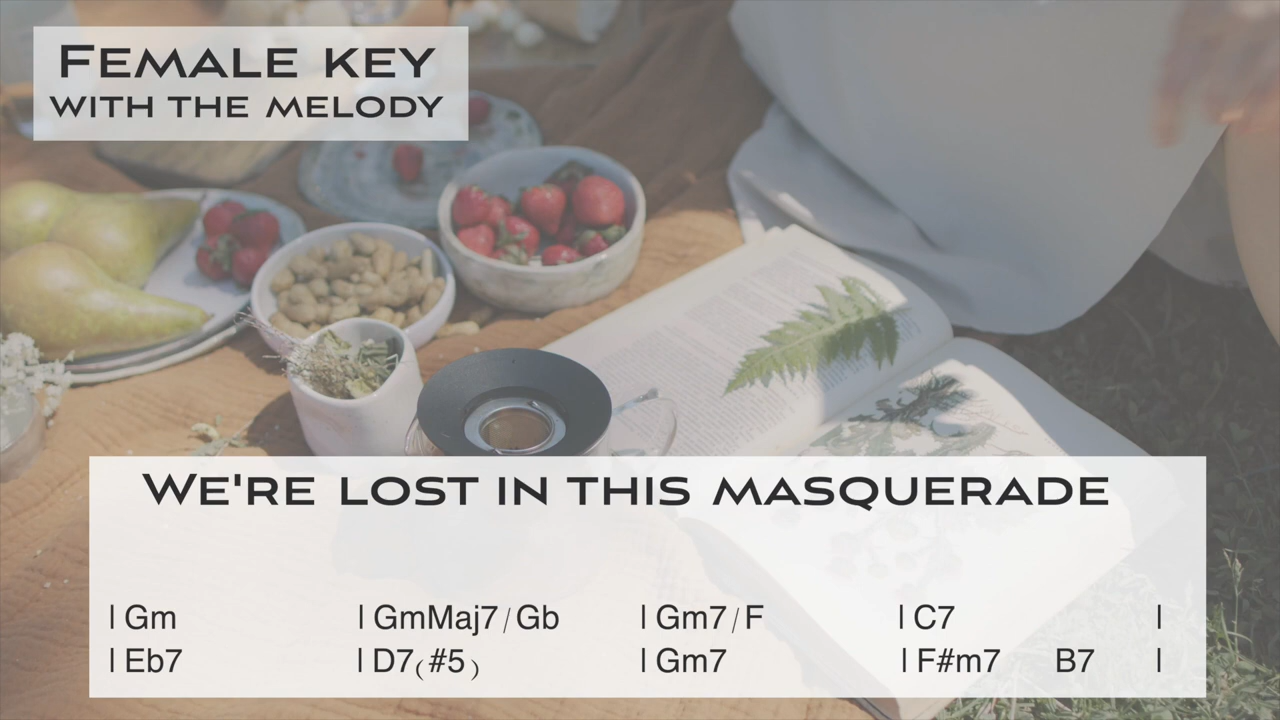 FEMALE KEY
WITH THE MELODY
WE'RE LOST IN THIS MASQUERADE
| Gm | GmMaj7/Gb | Gm7/F | C7 |
| Eb7 | D7(#5) | Gm7 | F#m7 B7 |